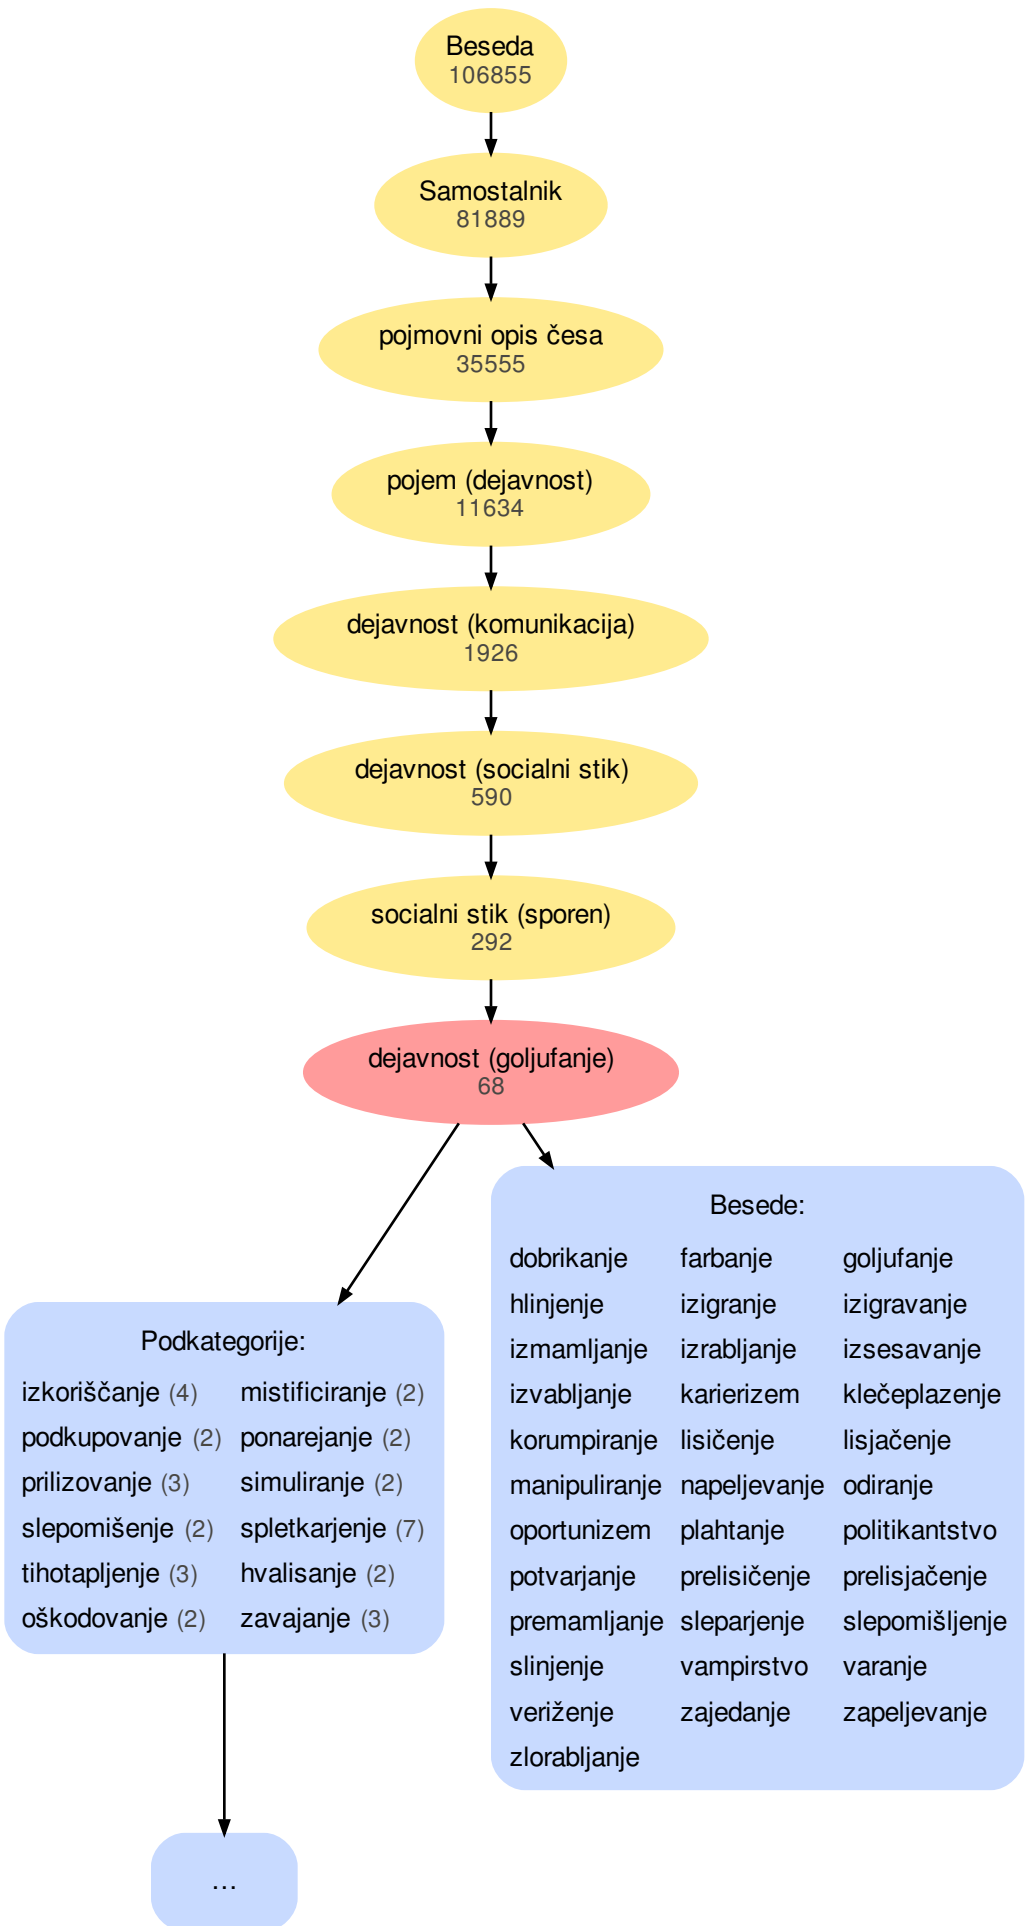 Beseda
106855
Samostalnik
81889
pojmovni opis česa
35555
pojem (dejavnost)
11634
dejavnost (komunikacija)
1926
dejavnost (socialni stik)
590
socialni stik (sporen)
292
dejavnost (goljufanje)
68
Podkategorije:
izkoriščanje (4) mistificiranje (2)
podkupovanje (2) ponarejanje (2)
prilizovanje (3) simuliranje (2)
slepomišenje (2) spletkarjenje (7)
tihotapljenje (3) hvalisanje (2)
oškodovanje (2) zavajanje (3)
...
Besede:
dobrikanje farbanje goljufanje
hlinjenje izigranje izigravanje
izmamljanje izrabljanje izsesavanje
izvabljanje karierizem klečeplazenje
korumpiranje lisičenje lisjačenje
manipuliranje napeljevanje odiranje
oportunizem plahtanje politikantstvo
potvarjanje prelisičenje prelisjačenje
premamljanje sleparjenje slepomišljenje
slinjenje vampirstvo varanje
veriženje zajedanje zapeljevanje
zlorabljanje